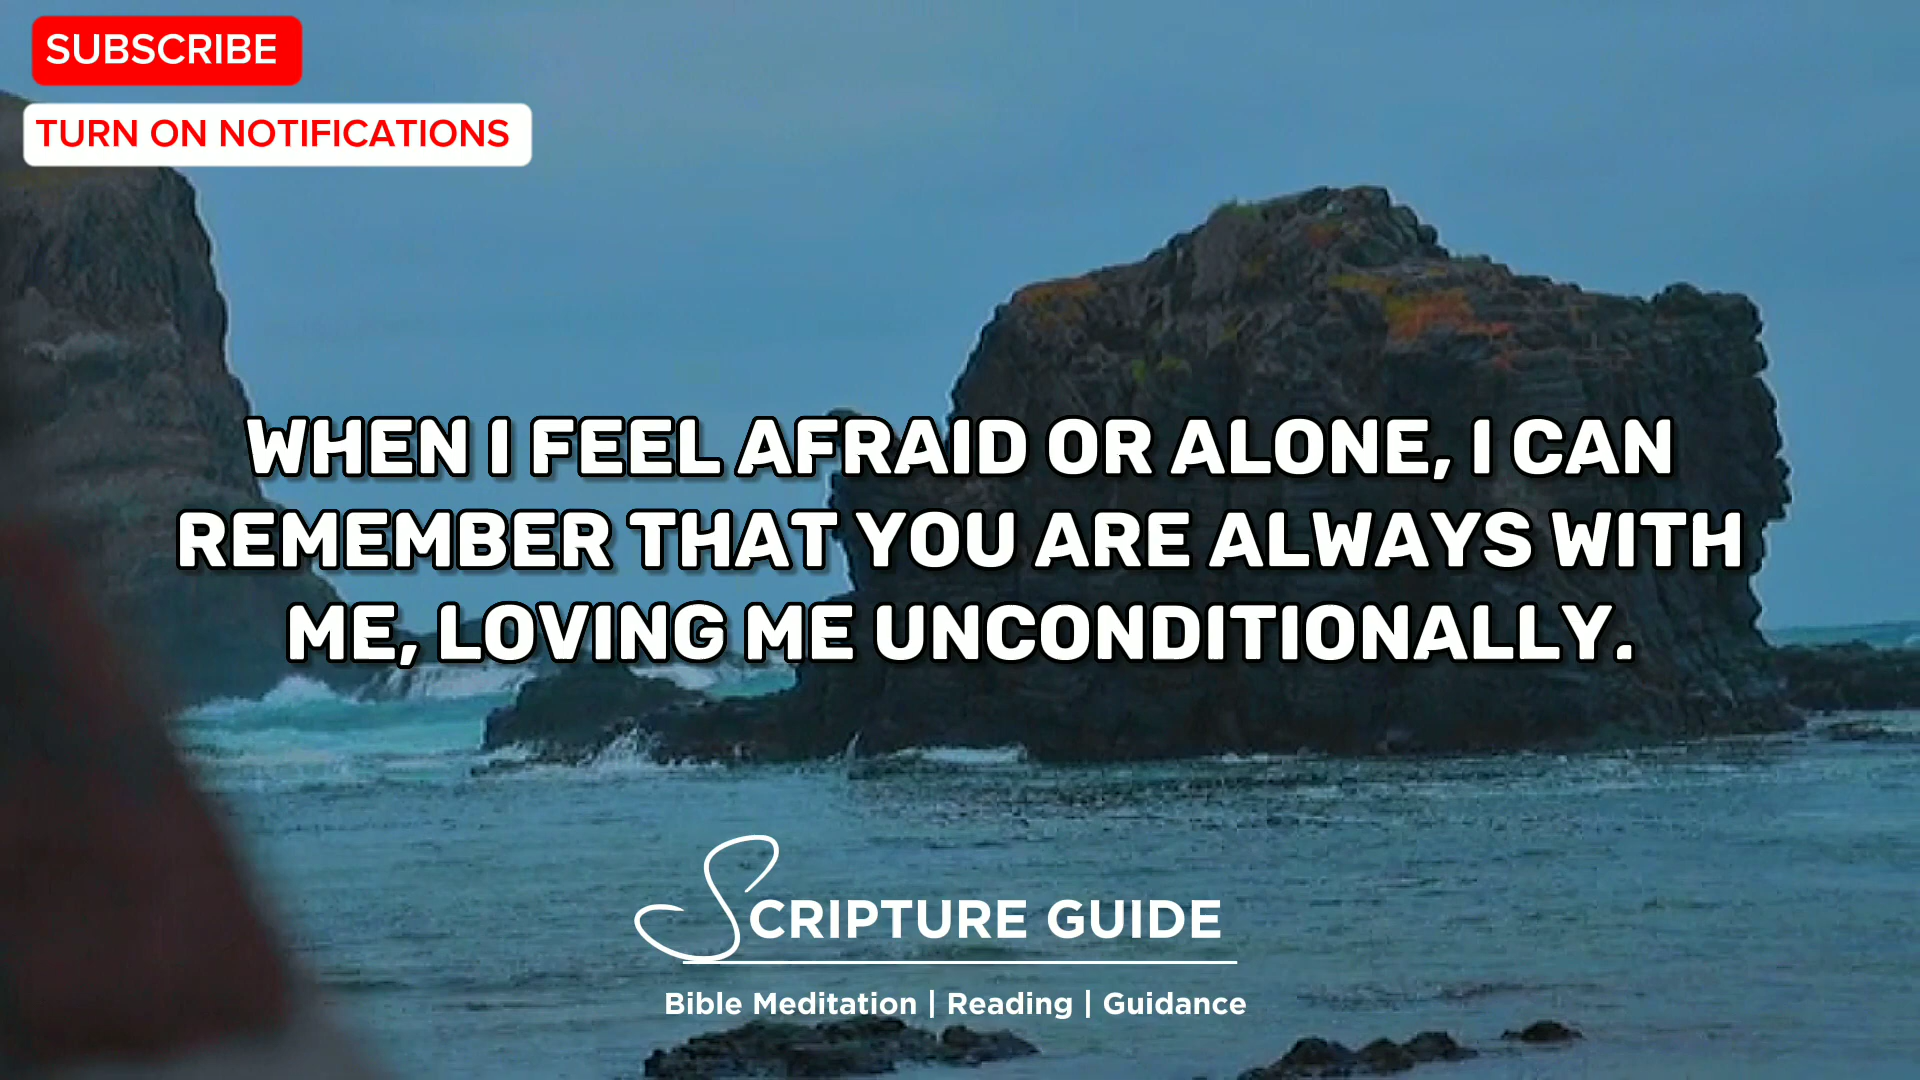 SUBSCRIBE
TURN ON NOTIFICATIONS
WHEN I FEEL AFRAID OR ALONE, I CAN
REMEMBER THAT YOU ARE ALWAYS WITH
ME, LOVING ME UNCONDITIONALLY.
SCRIPTURE GUIDE
Bible Meditation | Reading | Guidance